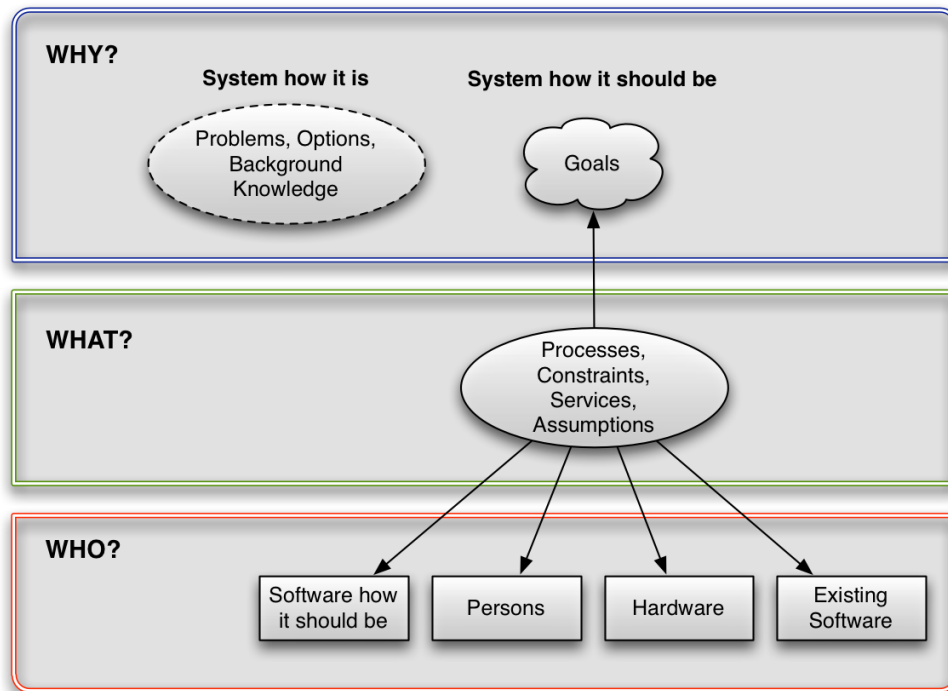 WHY?
System how it is
System how it should be
Problems, Options,
Background
Knowledge
Goals
WHAT?
Processes,
Constraints,
Services,
Assumptions
WHO?
Software how
it should be
Persons
Hardware
Existing
Software